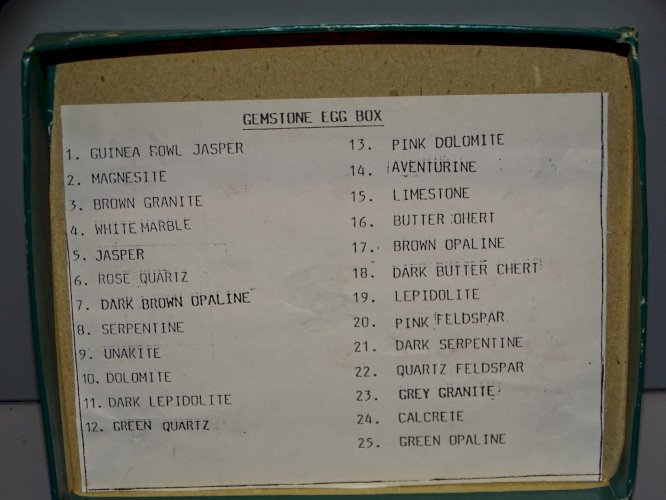 GEMSTONE EGG BOX
1. GUINEA FOWL JASPER
2. MAGNESITE
3. BROWN GRANITE
4. WHITE MARBLE
5. JASPER
6. ROSE QUARTZ
7. DARK BROWN OPALINE
8. SERPENTINE
9. UNAKITE
10. DOLOMITE
11. DARK LEPIDOLITE
12. GREEN QUARTZ
13. PINK DOLOMITE
14. AVENTURINE
15. LIMESTONE
16. BUTTER CHERT
17. BROWN OPALINE
18. DARK BUTTER CHERT
19. LEPIDOLITE
20. PINK FELDSPAR
21. DARK SERPENTINE
22. QUARTZ FELDSPAR
23. GREY GRANITE
24. CALCRETE
25. GREEN OPALINE